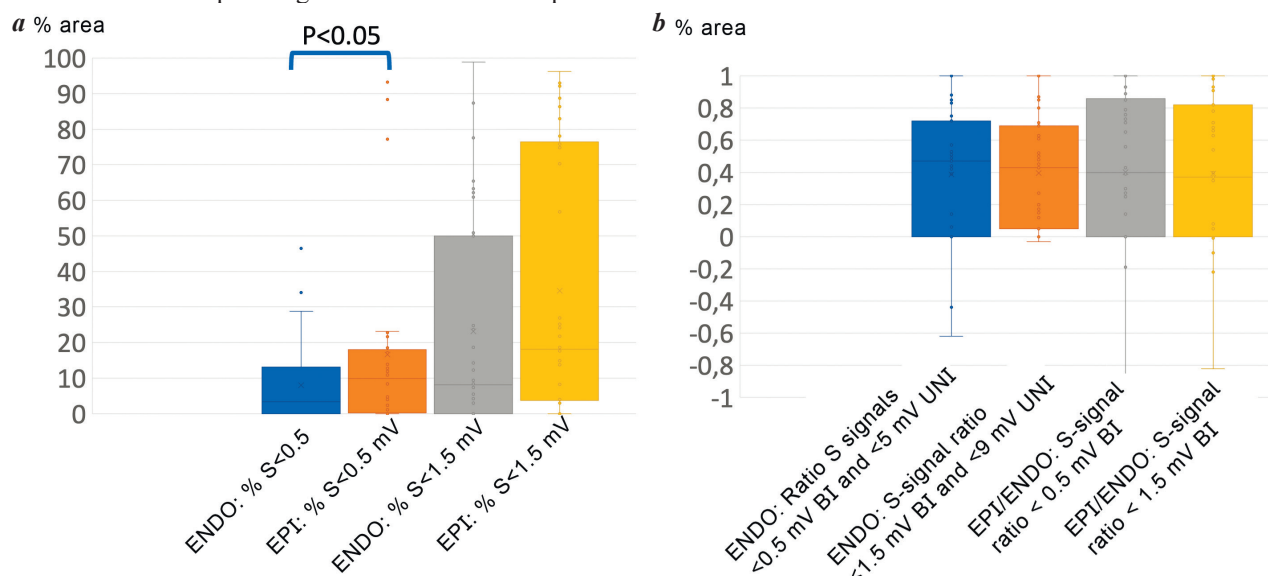 a % area
P<0.05
100
90
80
70
60
50
40
30
20
10
0
ENDO: % S<0.5
EPI: % S<0.5 mV
ENDO: % S<1.5 mV
EPI: % S<1.5 mV
b % area
1
0,8
0,6
0,4
0,2
0
-0,2
-0,4
-0,6
-0,8
-1
ENDO: Ratio S signals
<0.5 mV BI and <5 mV UNI
ENDO: S-signal ratio
<1.5 mV BI and <9 mV UNI
EPI/ENDO: S-signal
ratio < 0.5 mV BI
EPI/ENDO: S-signal
ratio < 1.5 mV BI